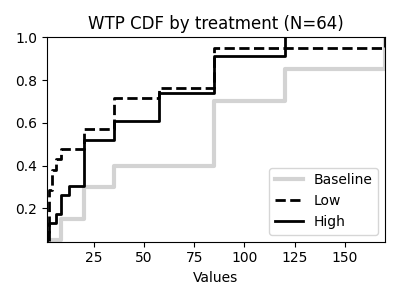 WTP CDF by treatment (N=64)
1.0
0.8
0.6
0.4
0.2
Baseline
Low
High
25 50 75 100 125 150
Values